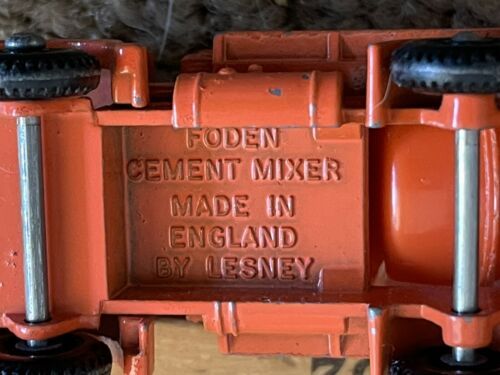 FODEN
CEMENT MIXER
MADE IN
ENGLAND
BY LESNEY